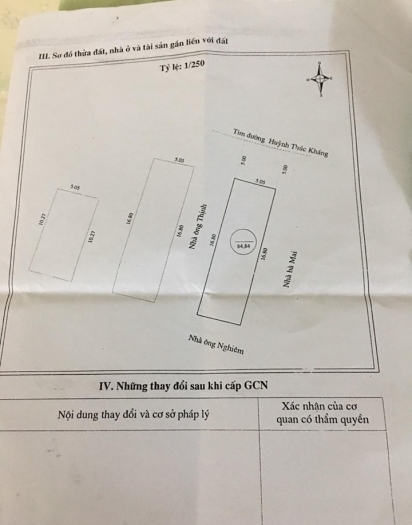 III. Sơ đồ thửa đất, nhà ở và tài sản gắn liền với đất
Tỷ lệ: 1/250
Tim đường Huỳnh Thúc Kháng
5.00
5.00
5.05
5.05
5.05
10.27
10.27
16.80
16.80
Nhà ông Thịnh
16.80
84,84
16.80
Nhà bà Mai
Nhà ông Nghiêm
IV. Những thay đổi sau khi cấp GCN
Nội dung thay đổi và cơ sở pháp lý
Xác nhận của cơ
quan có thẩm quyền